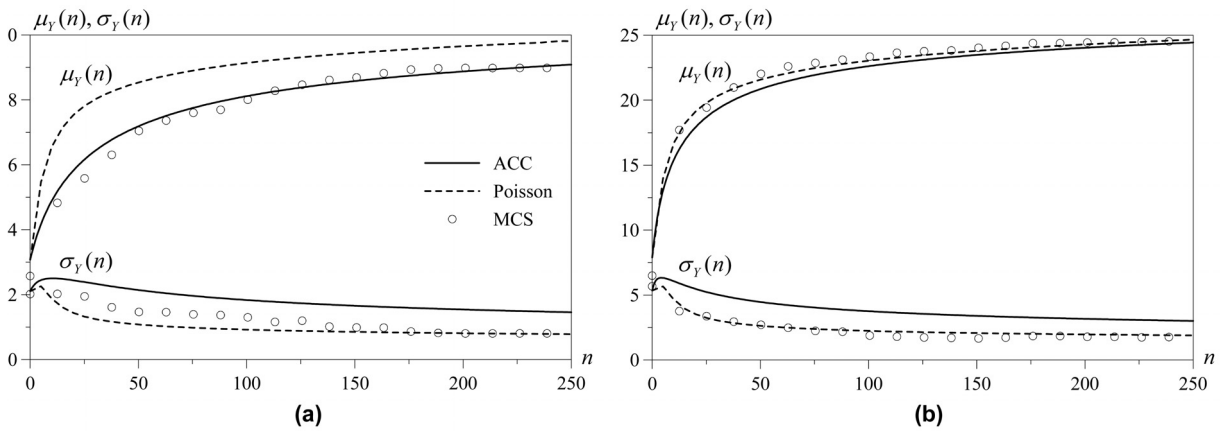 μY(n), σY(n)
0
8
6
4
2
0
0 50 100 150 200 250
n
μY(n)
σY(n)
ACC
Poisson
MCS
(a)
μY(n), σY(n)
25
20
15
10
5
0
0 50 100 150 200 250
n
μY(n)
σY(n)
(b)